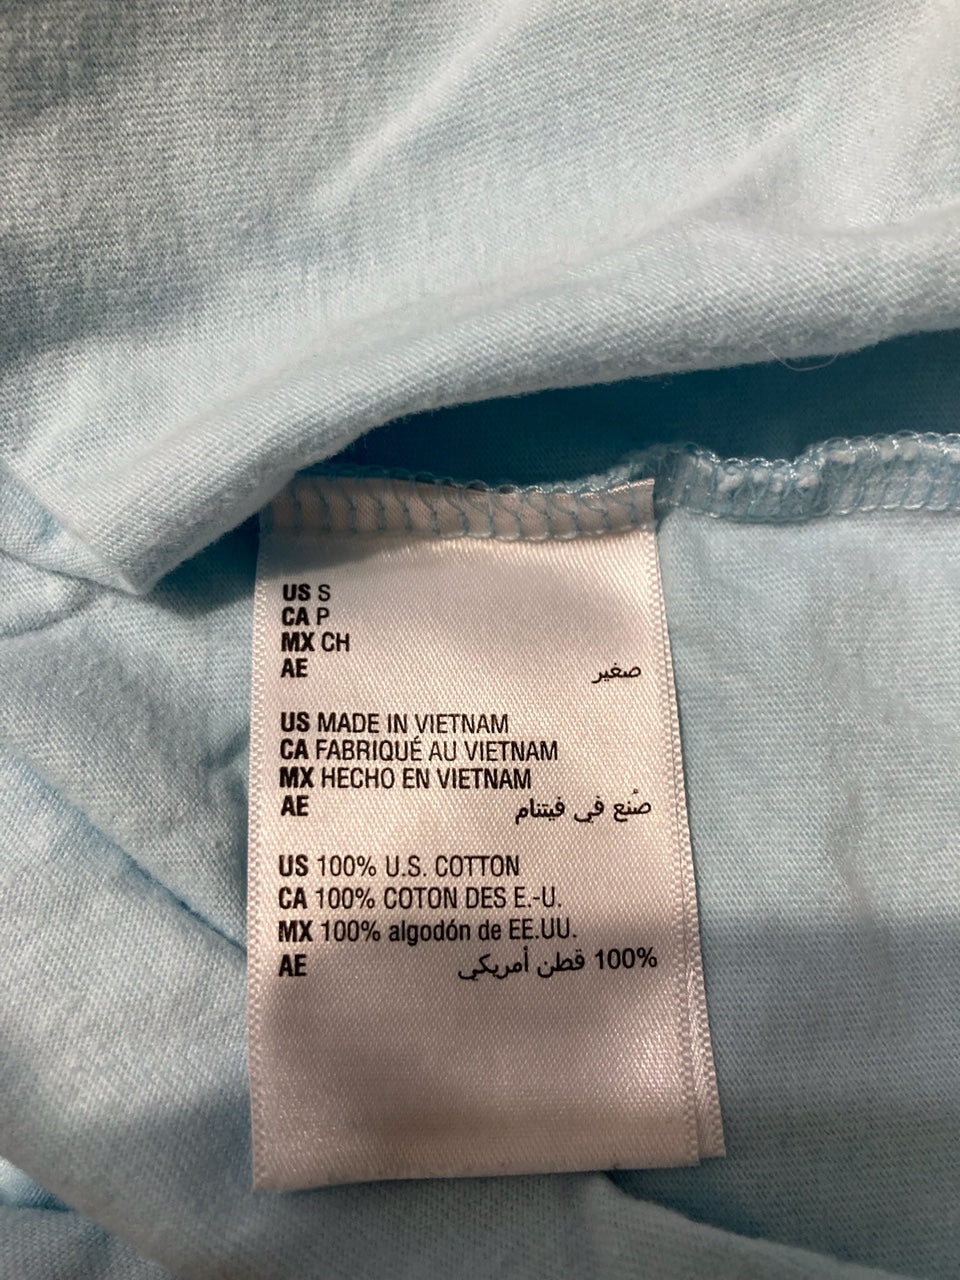 US S
CA P
MX CH
AE صغير
US MADE IN VIETNAM
CA FABRIQUÉ AU VIETNAM
MX HECHO EN VIETNAM
AE صُنع في فيتنام
US 100% U.S. COTTON
CA 100% COTON DES E.-U.
MX 100% algodón de EE.UU.
AE 100% قطن أمريكي